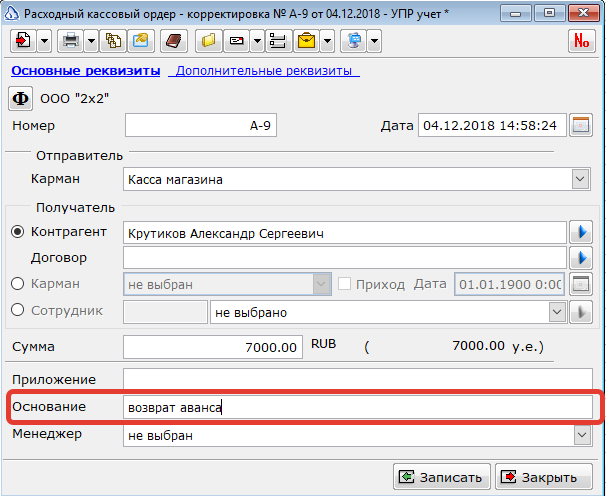 Расходный кассовый ордер - корректировка № А-9 от 04.12.2018 - УПР учет *
№
Основные реквизиты Дополнительные реквизиты
Ф ООО "2х2"
Номер А-9 Дата 04.12.2018 14:58:24
Отправитель
Карман Касса магазина
Получатель
Контрагент Крутиков Александр Сергеевич
Договор
Карман не выбран Приход Дата 01.01.1900 0:00
Сотрудник не выбрано
Сумма 7000.00 RUB ( 7000.00 у.е.)
Приложение
Основание возврат аванса
Менеджер не выбран
Записать Закрыть